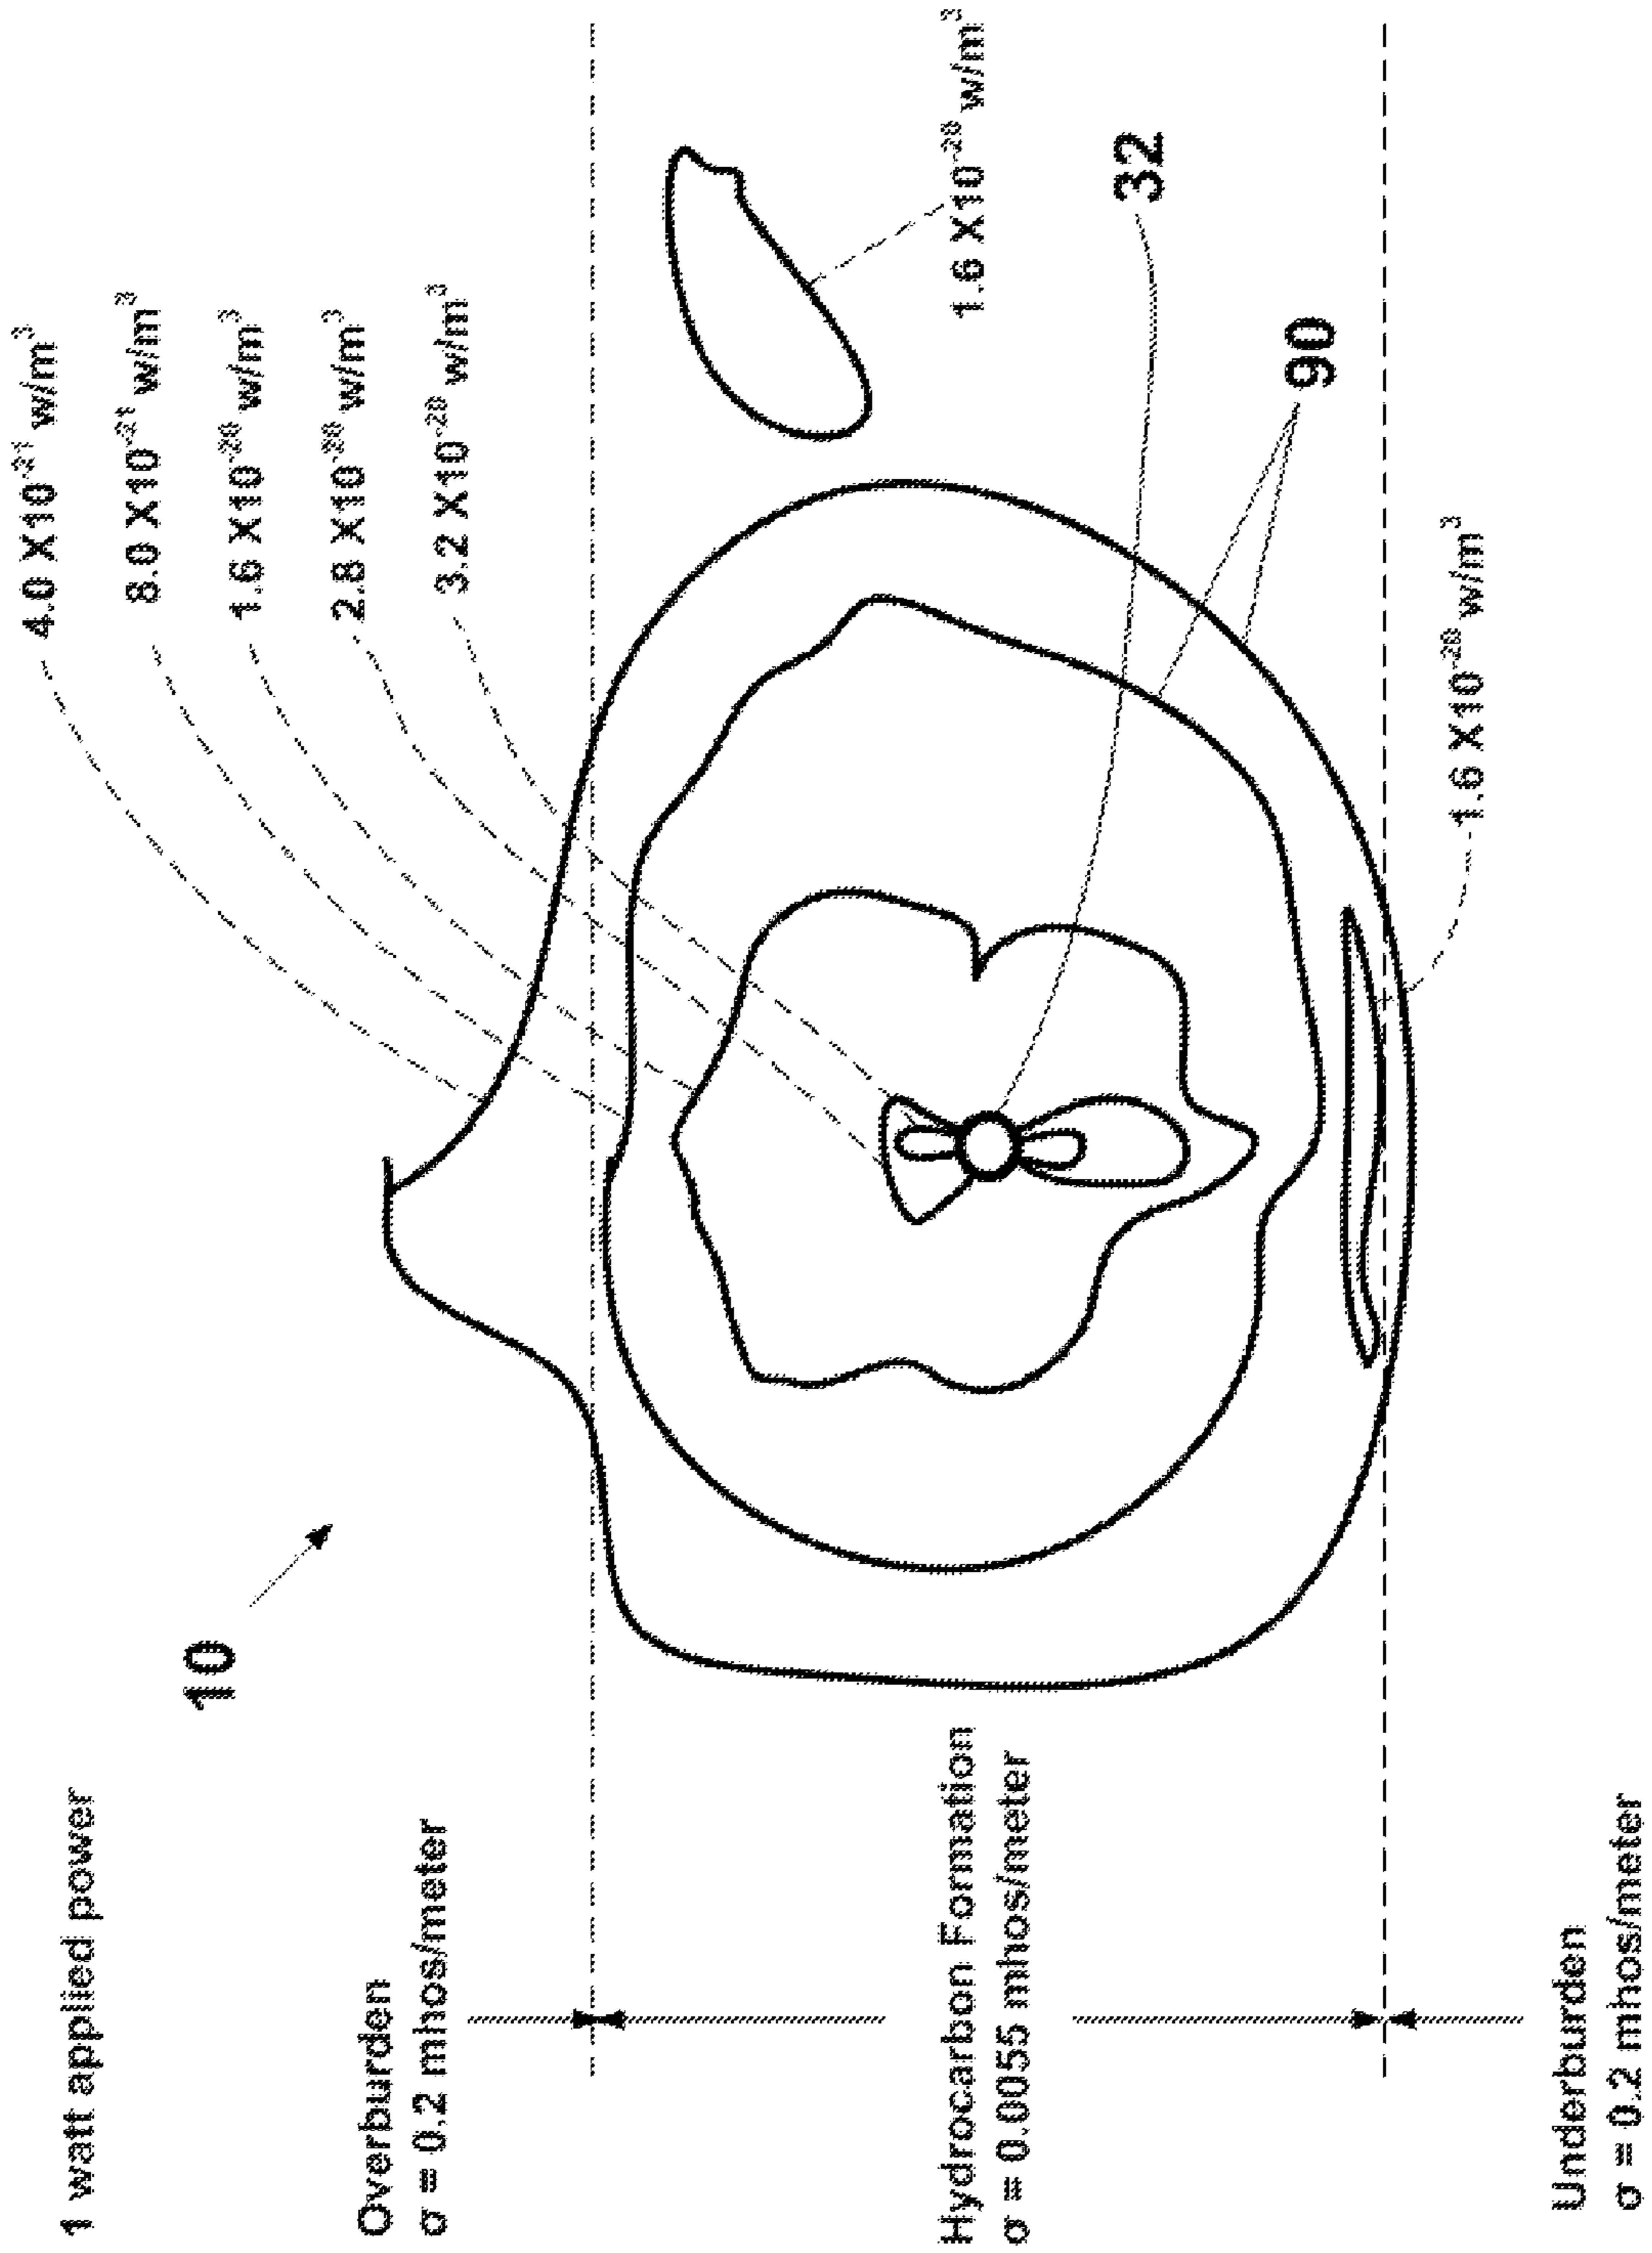 1 watt applied power
10
4.0 X10⁻²¹ w/m³
8.0 X10⁻²¹ w/m³
1.6 X10⁻²⁰ w/m³
2.8 X10⁻²⁰ w/m³
3.2 X10⁻²⁰ w/m³
Overburden
σ = 0.2 mhos/meter
Hydrocarbon Formation
σ = 0.0055 mhos/meter
1.6 X10⁻²⁰ w/m³
32
90
1.6 X10⁻²⁰ w/m³
Underburden
σ = 0.2 mhos/meter